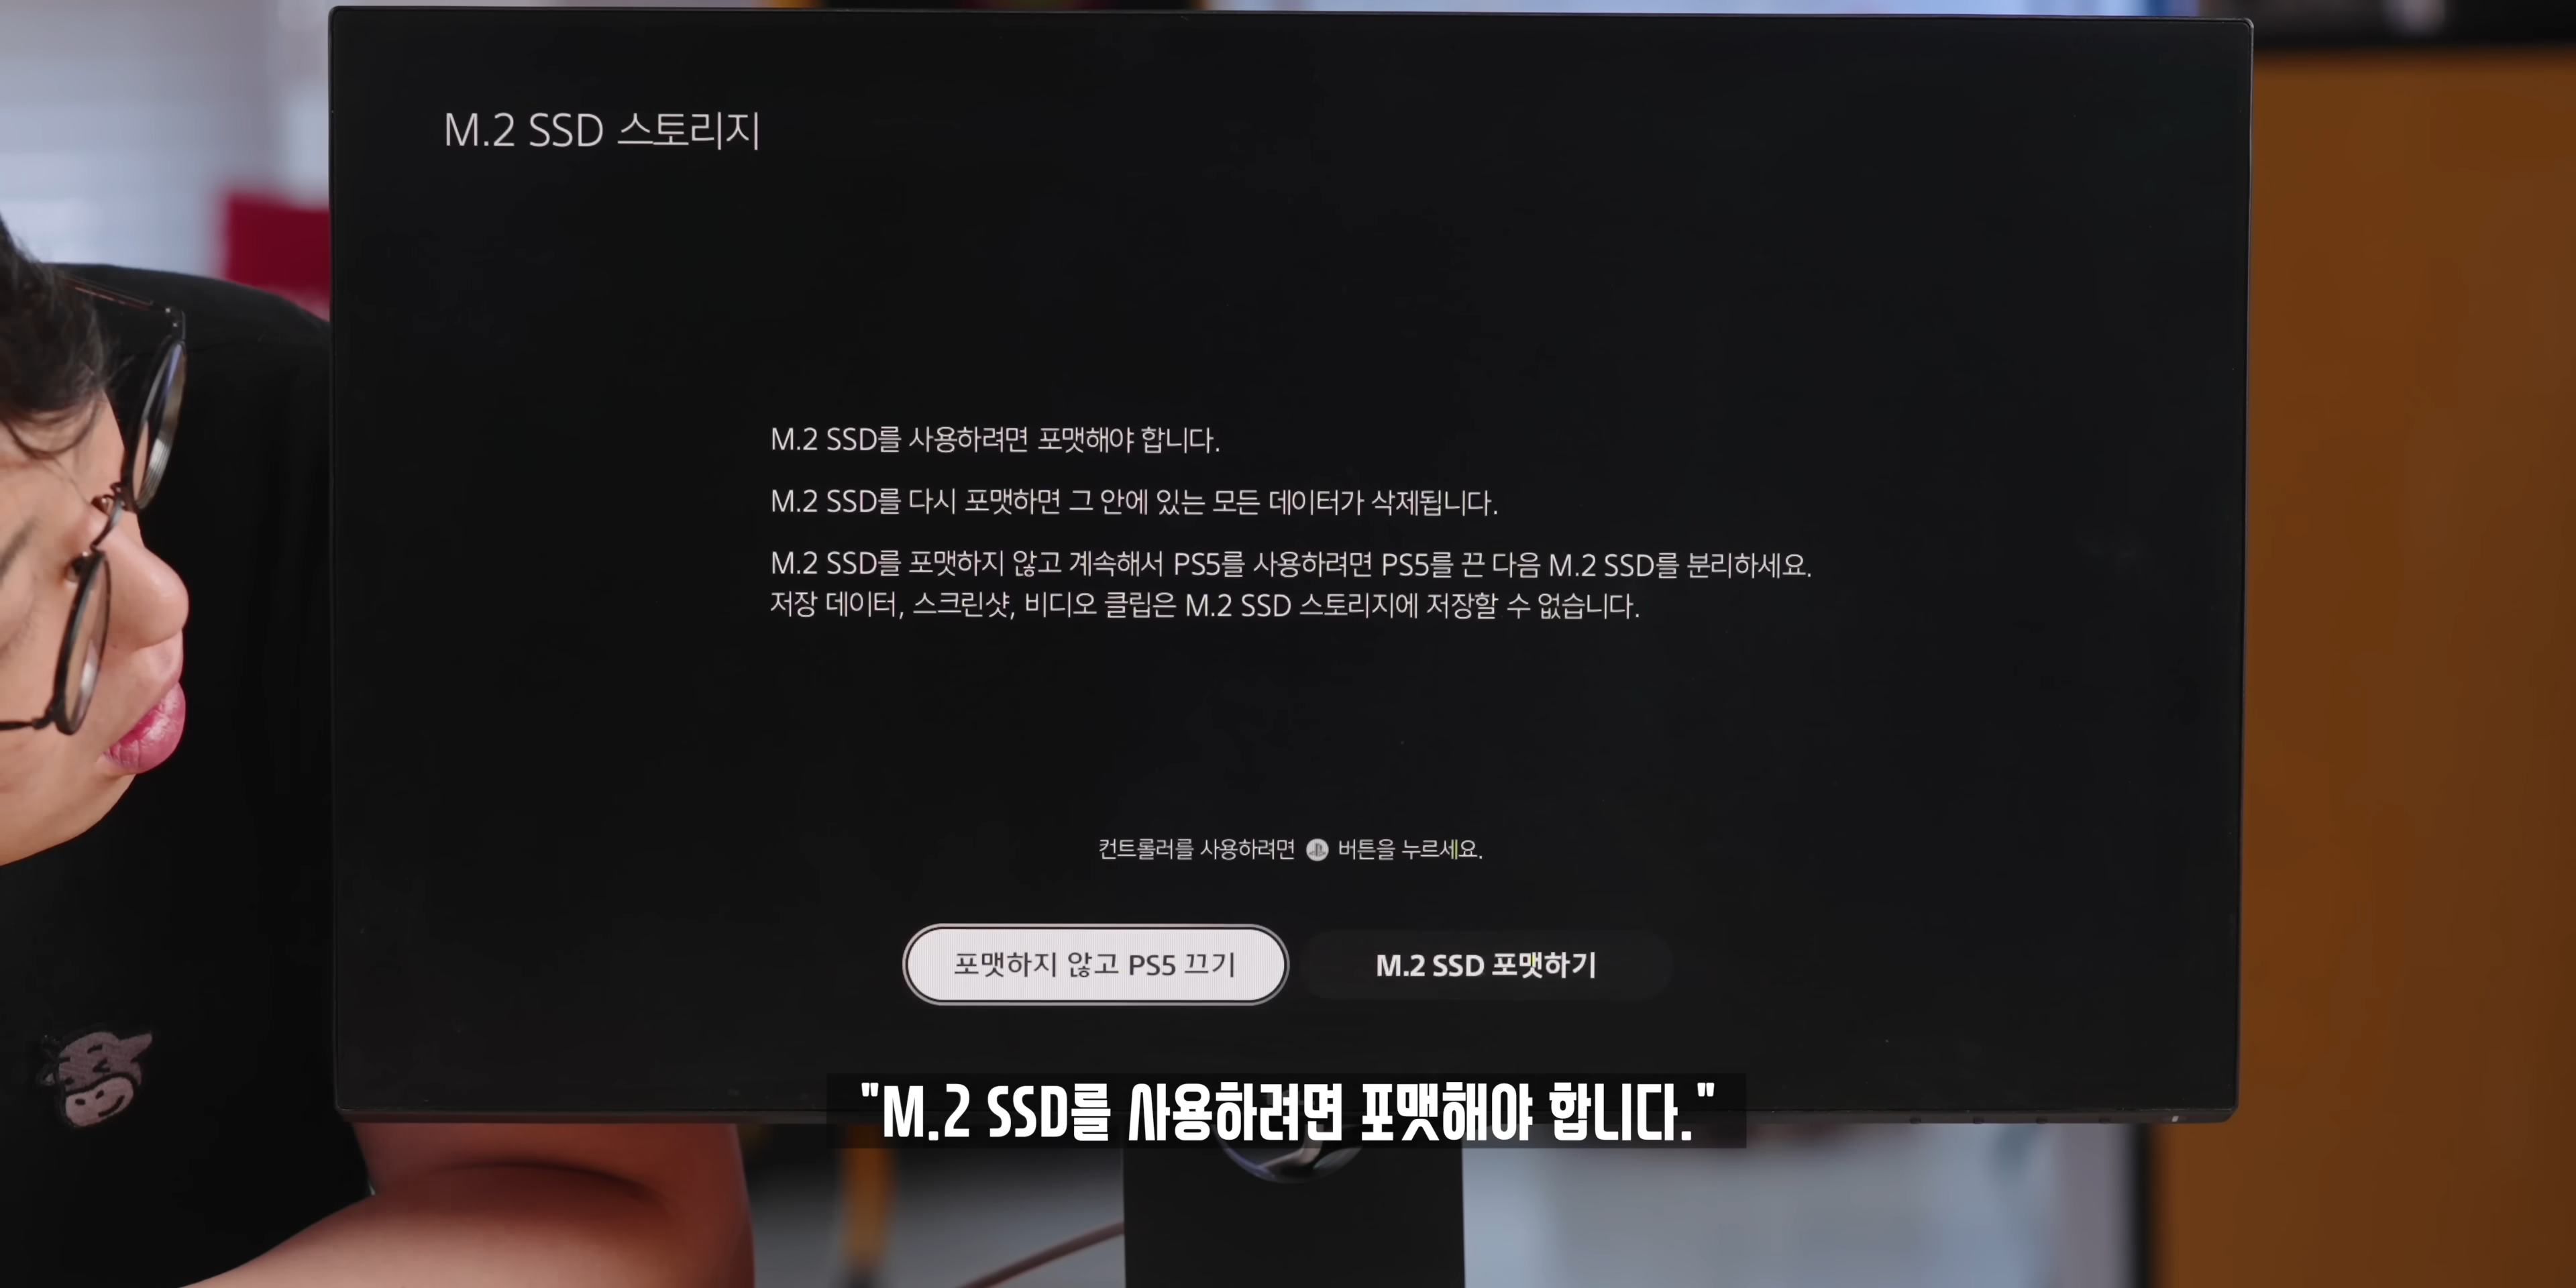 M.2 SSD 스토리지
M.2 SSD를 사용하려면 포맷해야 합니다.
M.2 SSD를 다시 포맷하면 그 안에 있는 모든 데이터가 삭제됩니다.
M.2 SSD를 포맷하지 않고 계속해서 PS5를 사용하려면 PS5를 끈 다음 M.2 SSD를 분리하세요.
저장 데이터, 스크린샷, 비디오 클립은 M.2 SSD 스토리지에 저장할 수 없습니다.
컨트롤러를 사용하려면 버튼을 누르세요.
포맷하지 않고 PS5 끄기
M.2 SSD 포맷하기
"M.2 SSD를 사용하려면 포맷해야 합니다."